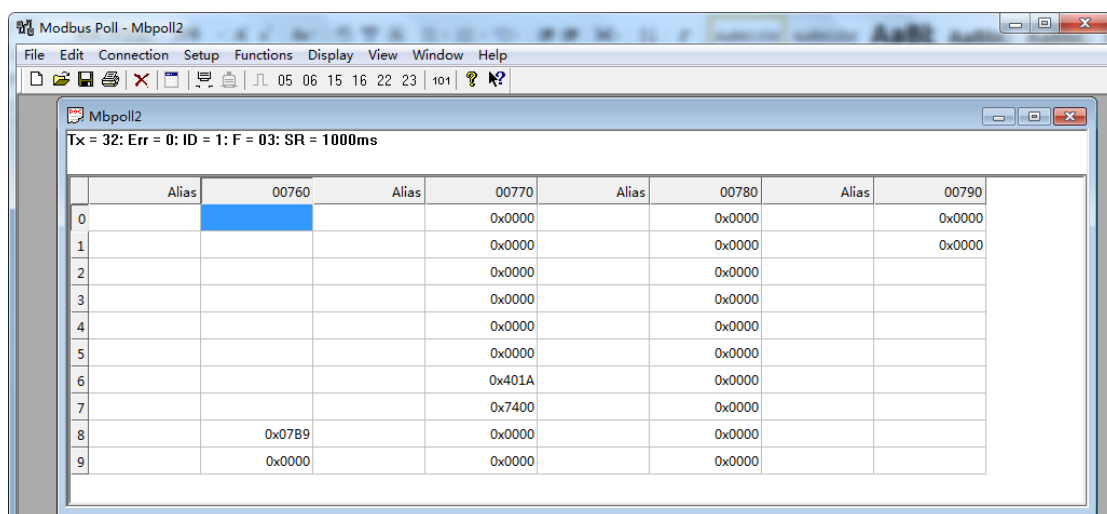 Modbus Poll - Mbpoll2
File Edit Connection Setup Functions Display View Window Help
05 06 15 16 22 23 101
Mbpoll2
Tx = 32: Err = 0: ID = 1: F = 03: SR = 1000ms
Alias 00760 Alias 00770 Alias 00780 Alias 00790
0 0x0000 0x0000 0x0000
1 0x0000 0x0000 0x0000
2 0x0000 0x0000
3 0x0000 0x0000
4 0x0000 0x0000
5 0x0000 0x0000
6 0x401A 0x0000
7 0x7400 0x0000
8 0x07B9 0x0000 0x0000
9 0x0000 0x0000 0x0000